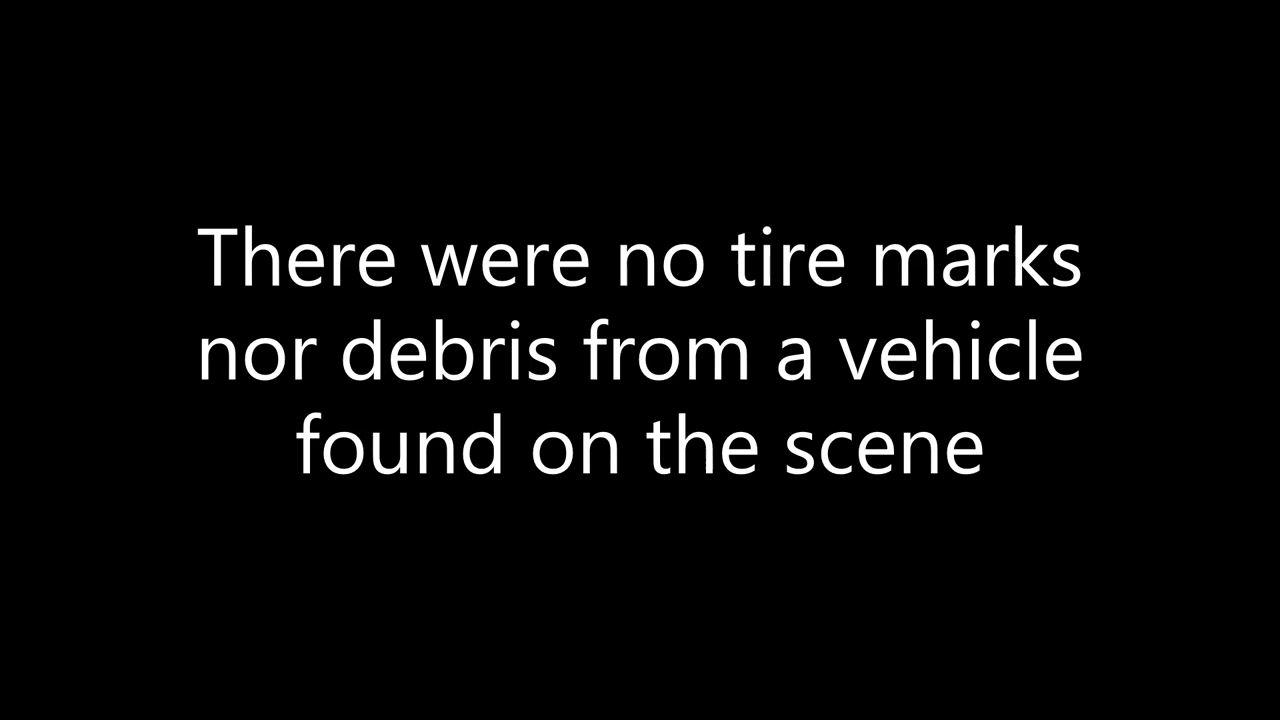 There were no tire marks
nor debris from a vehicle
found on the scene